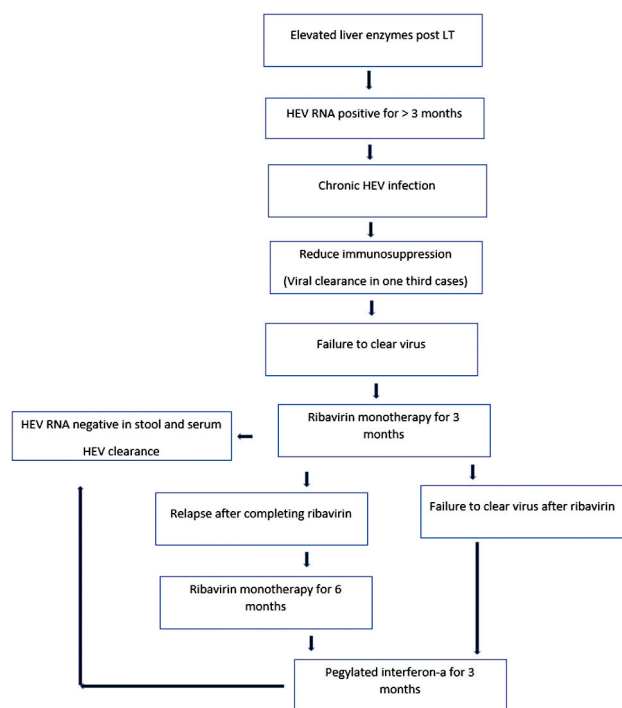 Elevated liver enzymes post LT
HEV RNA positive for > 3 months
Chronic HEV infection
Reduce immunosuppression
(Viral clearance in one third cases)
Failure to clear virus
Ribavirin monotherapy for 3
months
HEV RNA negative in stool and serum
HEV clearance
Relapse after completing ribavirin
Failure to clear virus after ribavirin
Ribavirin monotherapy for 6
months
Pegylated interferon-a for 3
months